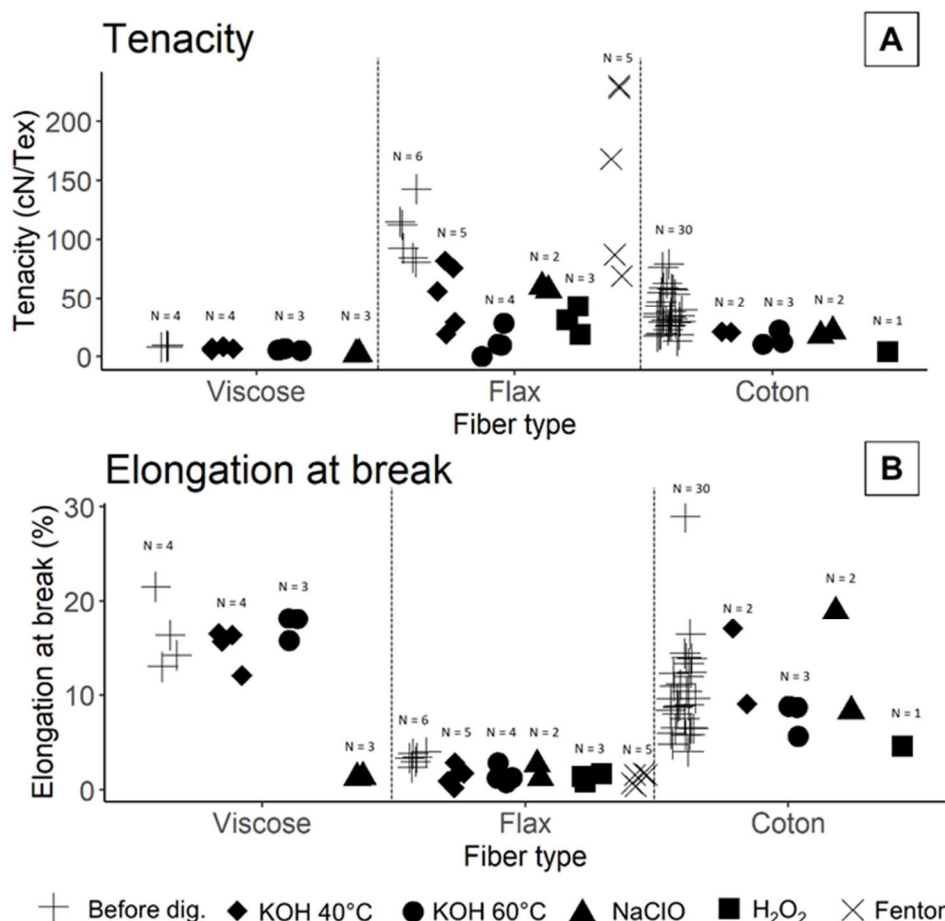 Tenacity
A
Tenacity (cN/Tex)
200
150
100
50
0
N = 4
N = 4
N = 3
N = 3
N = 6
N = 5
N = 4
N = 2
N = 3
N = 5
N = 30
N = 2
N = 3
N = 2
N = 1
Viscose
Flax
Coton
Fiber type
Elongation at break
B
Elongation at break (%)
30
20
10
0
N = 4
N = 4
N = 3
N = 3
N = 6
N = 5
N = 4
N = 2
N = 3
N = 5
N = 30
N = 2
N = 3
N = 2
N = 1
Viscose
Flax
Coton
Fiber type
Before dig. KOH 40°C KOH 60°C NaClO H₂O₂ Fenton